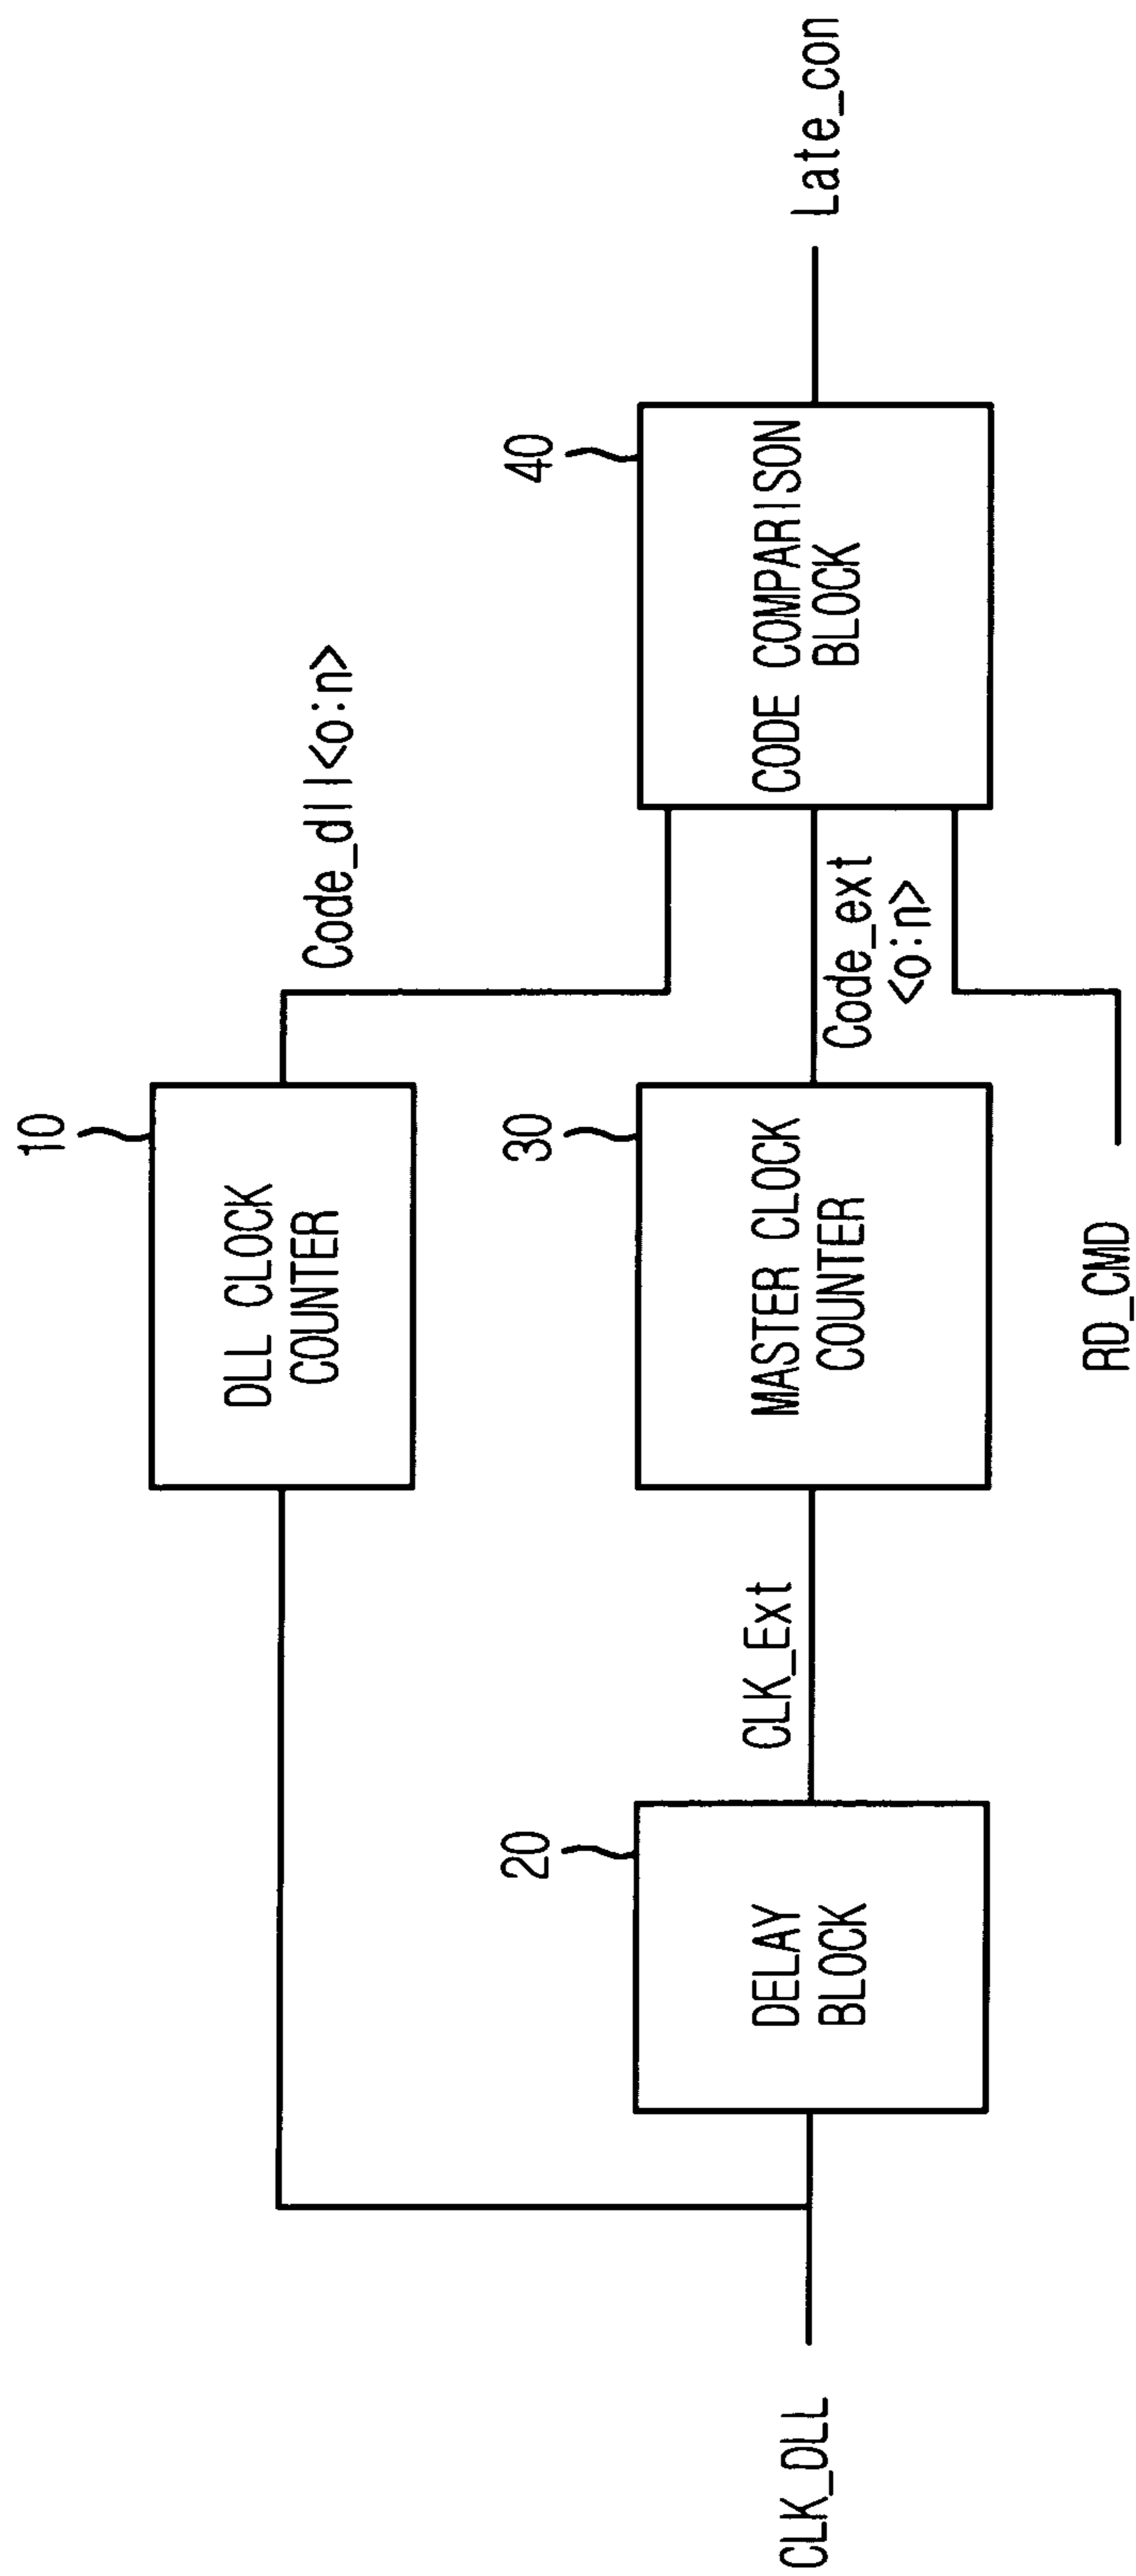 10
DLL CLOCK
COUNTER
Code_dll<o:n>
40
CODE COMPARISON
BLOCK
Late_con
20
DELAY
BLOCK
CLK_Ext
30
MASTER CLOCK
COUNTER
Code_ext
<o:n>
CLK_DLL
RD_CMD